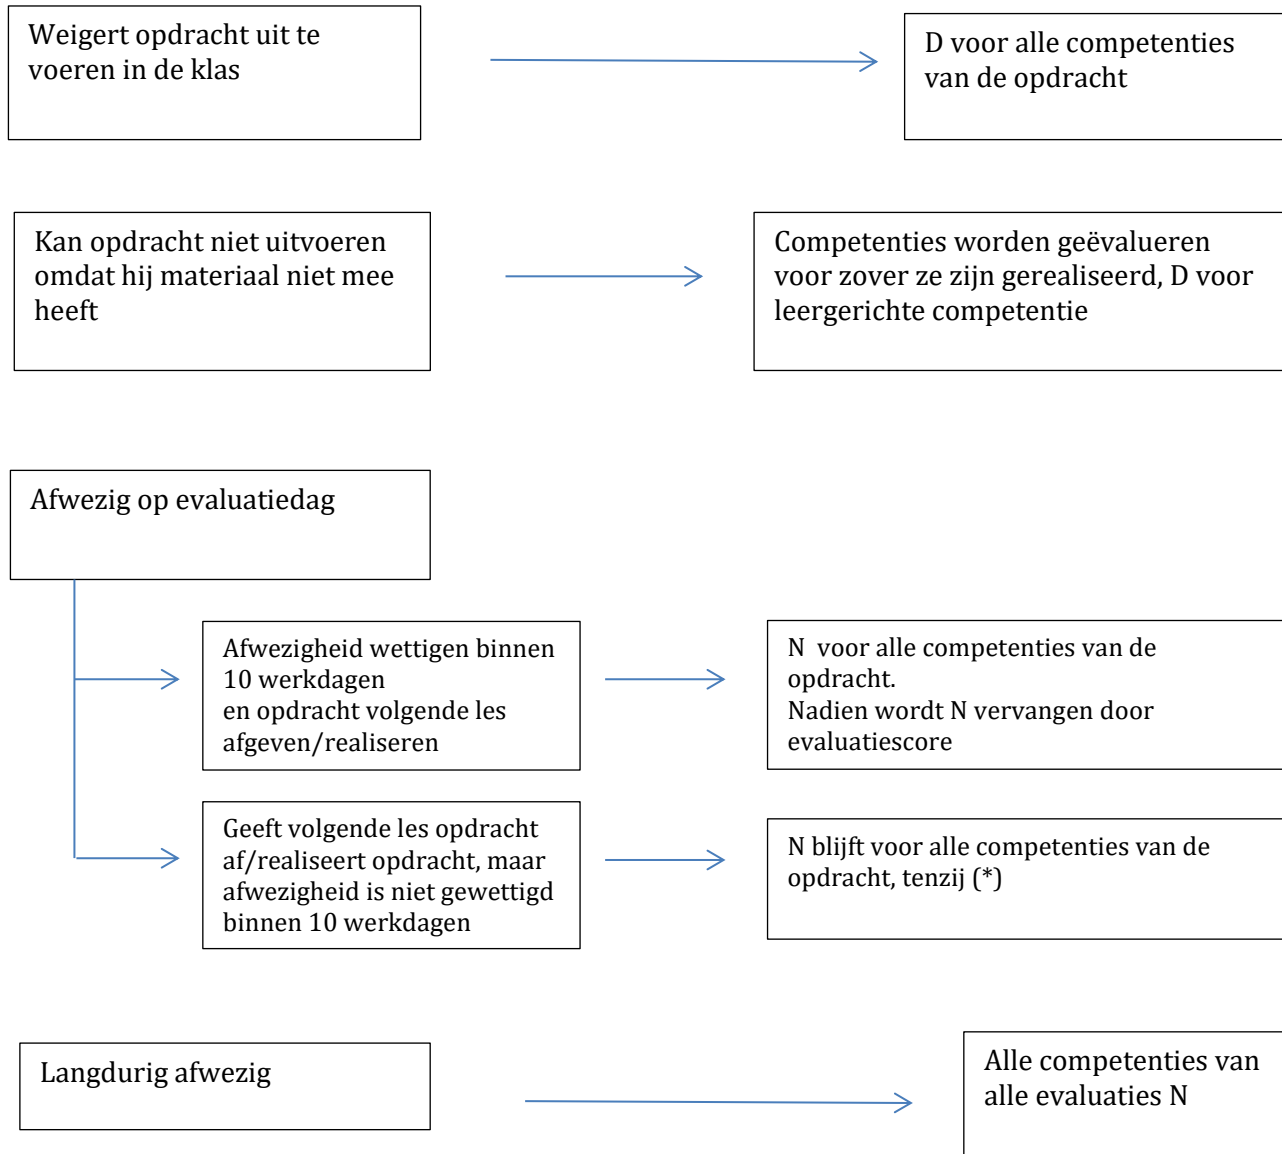 Weigert opdracht uit te
voeren in de klas
D voor alle competenties
van de opdracht
Kan opdracht niet uitvoeren
omdat hij materiaal niet mee
heeft
Competenties worden geëvalueren
voor zover ze zijn gerealiseerd, D voor
leergerichte competentie
Afwezig op evaluatiedag
Afwezigheid wettigen binnen
10 werkdagen
en opdracht volgende les
afgeven/realiseren
N  voor alle competenties van de
opdracht.
Nadien wordt N vervangen door
evaluatiescore
Geeft volgende les opdracht
af/realiseert opdracht, maar
afwezigheid is niet gewettigd
binnen 10 werkdagen
N blijft voor alle competenties van de
opdracht, tenzij (*)
Langdurig afwezig
Alle competenties van
alle evaluaties N